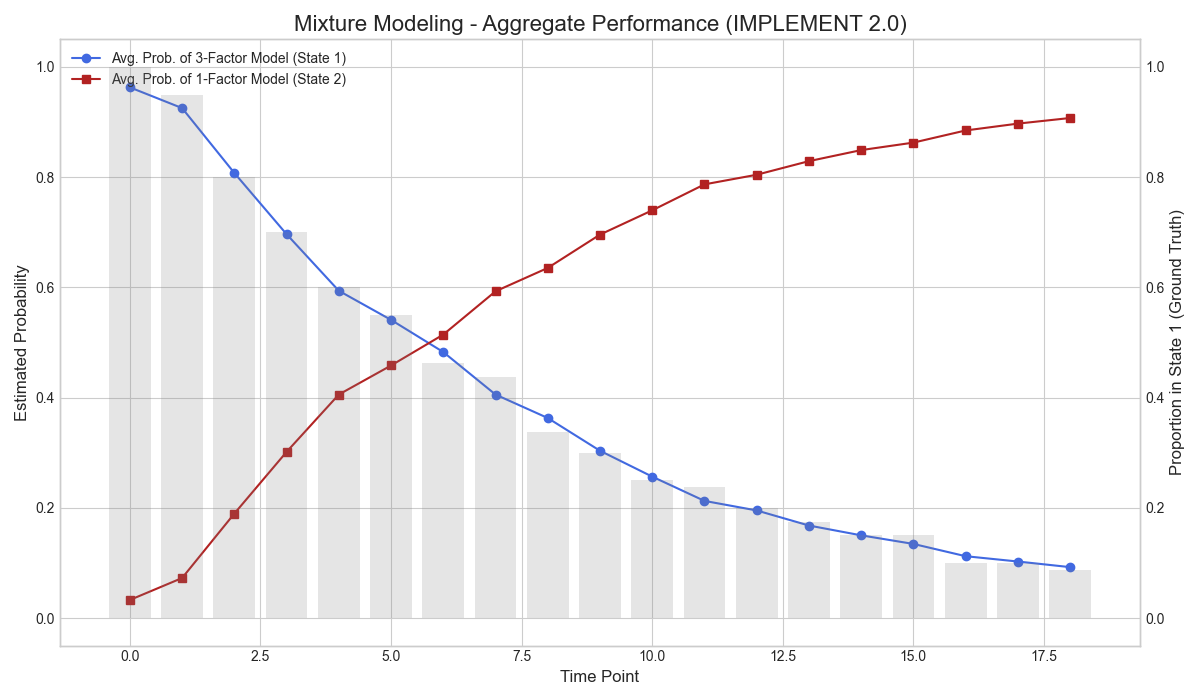 Mixture Modeling - Aggregate Performance (IMPLEMENT 2.0)
Avg. Prob. of 3-Factor Model (State 1)
Avg. Prob. of 1-Factor Model (State 2)
Estimated Probability
1.0
0.8
0.6
0.4
0.2
0.0
1.0
0.8
0.6
0.4
0.2
0.0
Proportion in State 1 (Ground Truth)
0.0 2.5 5.0 7.5 10.0 12.5 15.0 17.5
Time Point